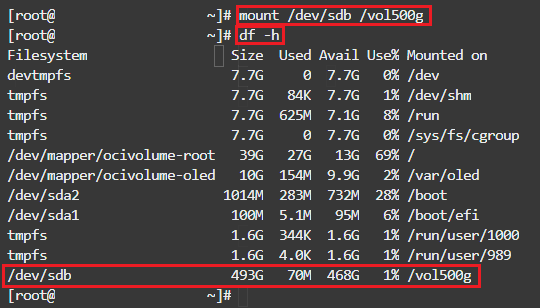 [root@ ~]# mount /dev/sdb /vol500g
[root@ ~]# df -h
Filesystem Size Used Avail Use% Mounted on
devtmpfs 7.7G 0 7.7G 0% /dev
tmpfs 7.7G 84K 7.7G 1% /dev/shm
tmpfs 7.7G 625M 7.1G 8% /run
tmpfs 7.7G 0 7.7G 0% /sys/fs/cgroup
/dev/mapper/ocivolume-root 39G 27G 13G 69% /
/dev/mapper/ocivolume-oled 10G 154M 9.9G 2% /var/oled
/dev/sda2 1014M 283M 732M 28% /boot
/dev/sda1 100M 5.1M 95M 6% /boot/efi
tmpfs 1.6G 344K 1.6G 1% /run/user/1000
tmpfs 1.6G 4.0K 1.6G 1% /run/user/989
/dev/sdb 493G 70M 468G 1% /vol500g
[root@ ~]#